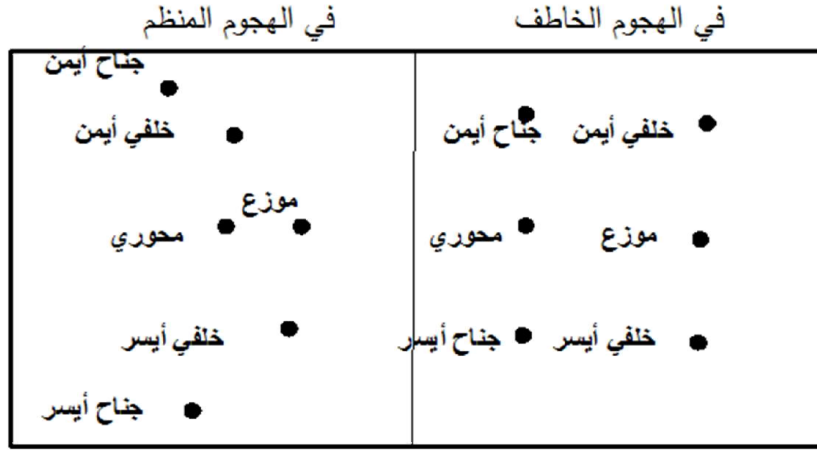 في الهجوم الخاطف
في الهجوم المنظم
خلفي أيمن
جناح أيمن
موزع
محوري
خلفي أيسر
جناح أيسر
جناح أيمن
خلفي أيمن
موزع
محوري
خلفي أيسر
جناح أيسر